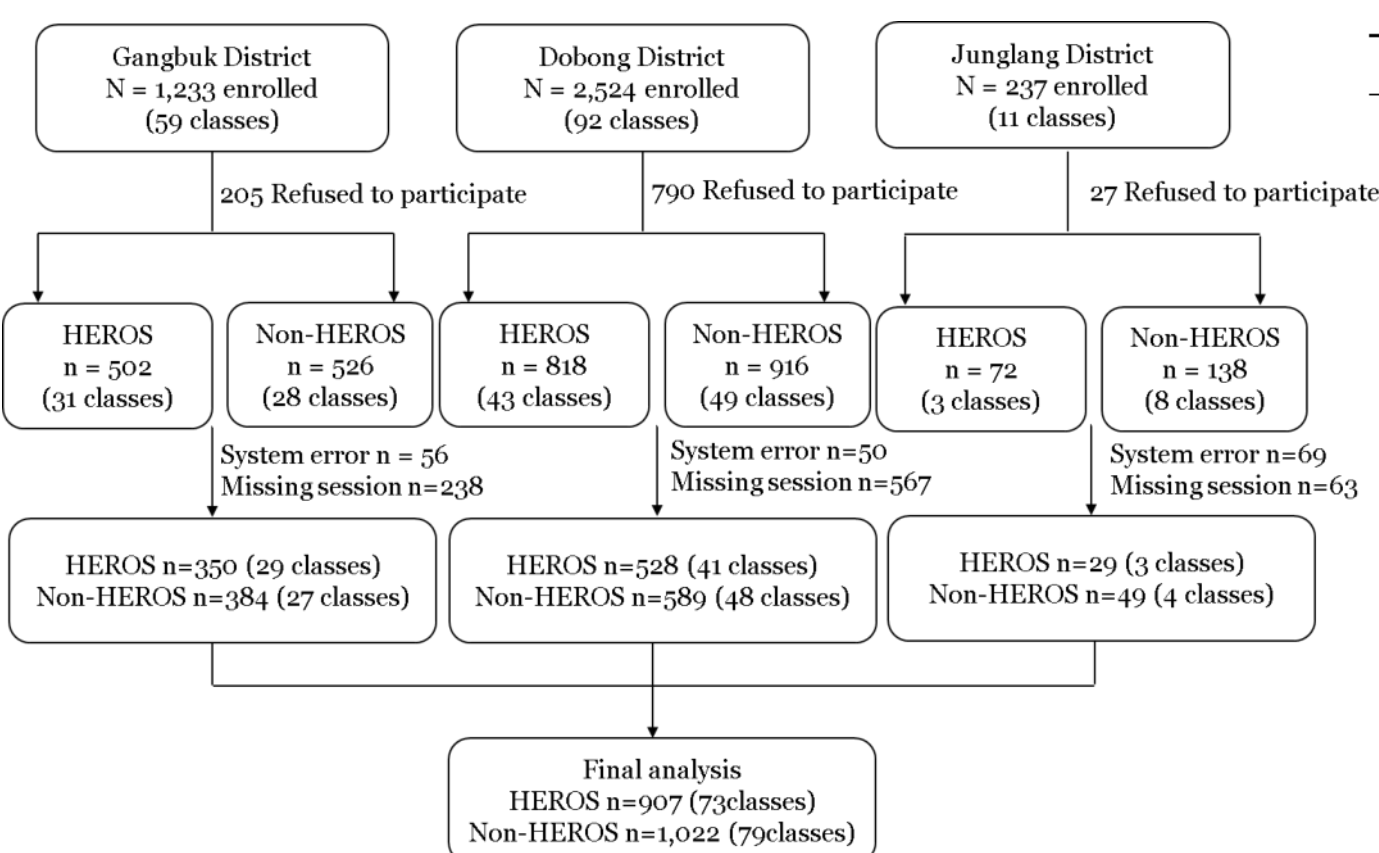 Gangbuk District
N = 1,233 enrolled
(59 classes)
Dobong District
N = 2,524 enrolled
(92 classes)
Junglang District
N = 237 enrolled
(11 classes)
205 Refused to participate
790 Refused to participate
27 Refused to participate
HEROS
n = 502
(31 classes)
Non-HEROS
n = 526
(28 classes)
HEROS
n = 818
(43 classes)
Non-HEROS
n = 916
(49 classes)
HEROS
n = 72
(3 classes)
Non-HEROS
n = 138
(8 classes)
System error n = 56
Missing session n=238
System error n=50
Missing session n=567
System error n=69
Missing session n=63
HEROS n=350 (29 classes)
Non-HEROS n=384 (27 classes)
HEROS n=528 (41 classes)
Non-HEROS n=589 (48 classes)
HEROS n=29 (3 classes)
Non-HEROS n=49 (4 classes)
Final analysis
HEROS n=907 (73classes)
Non-HEROS n=1,022 (79classes)